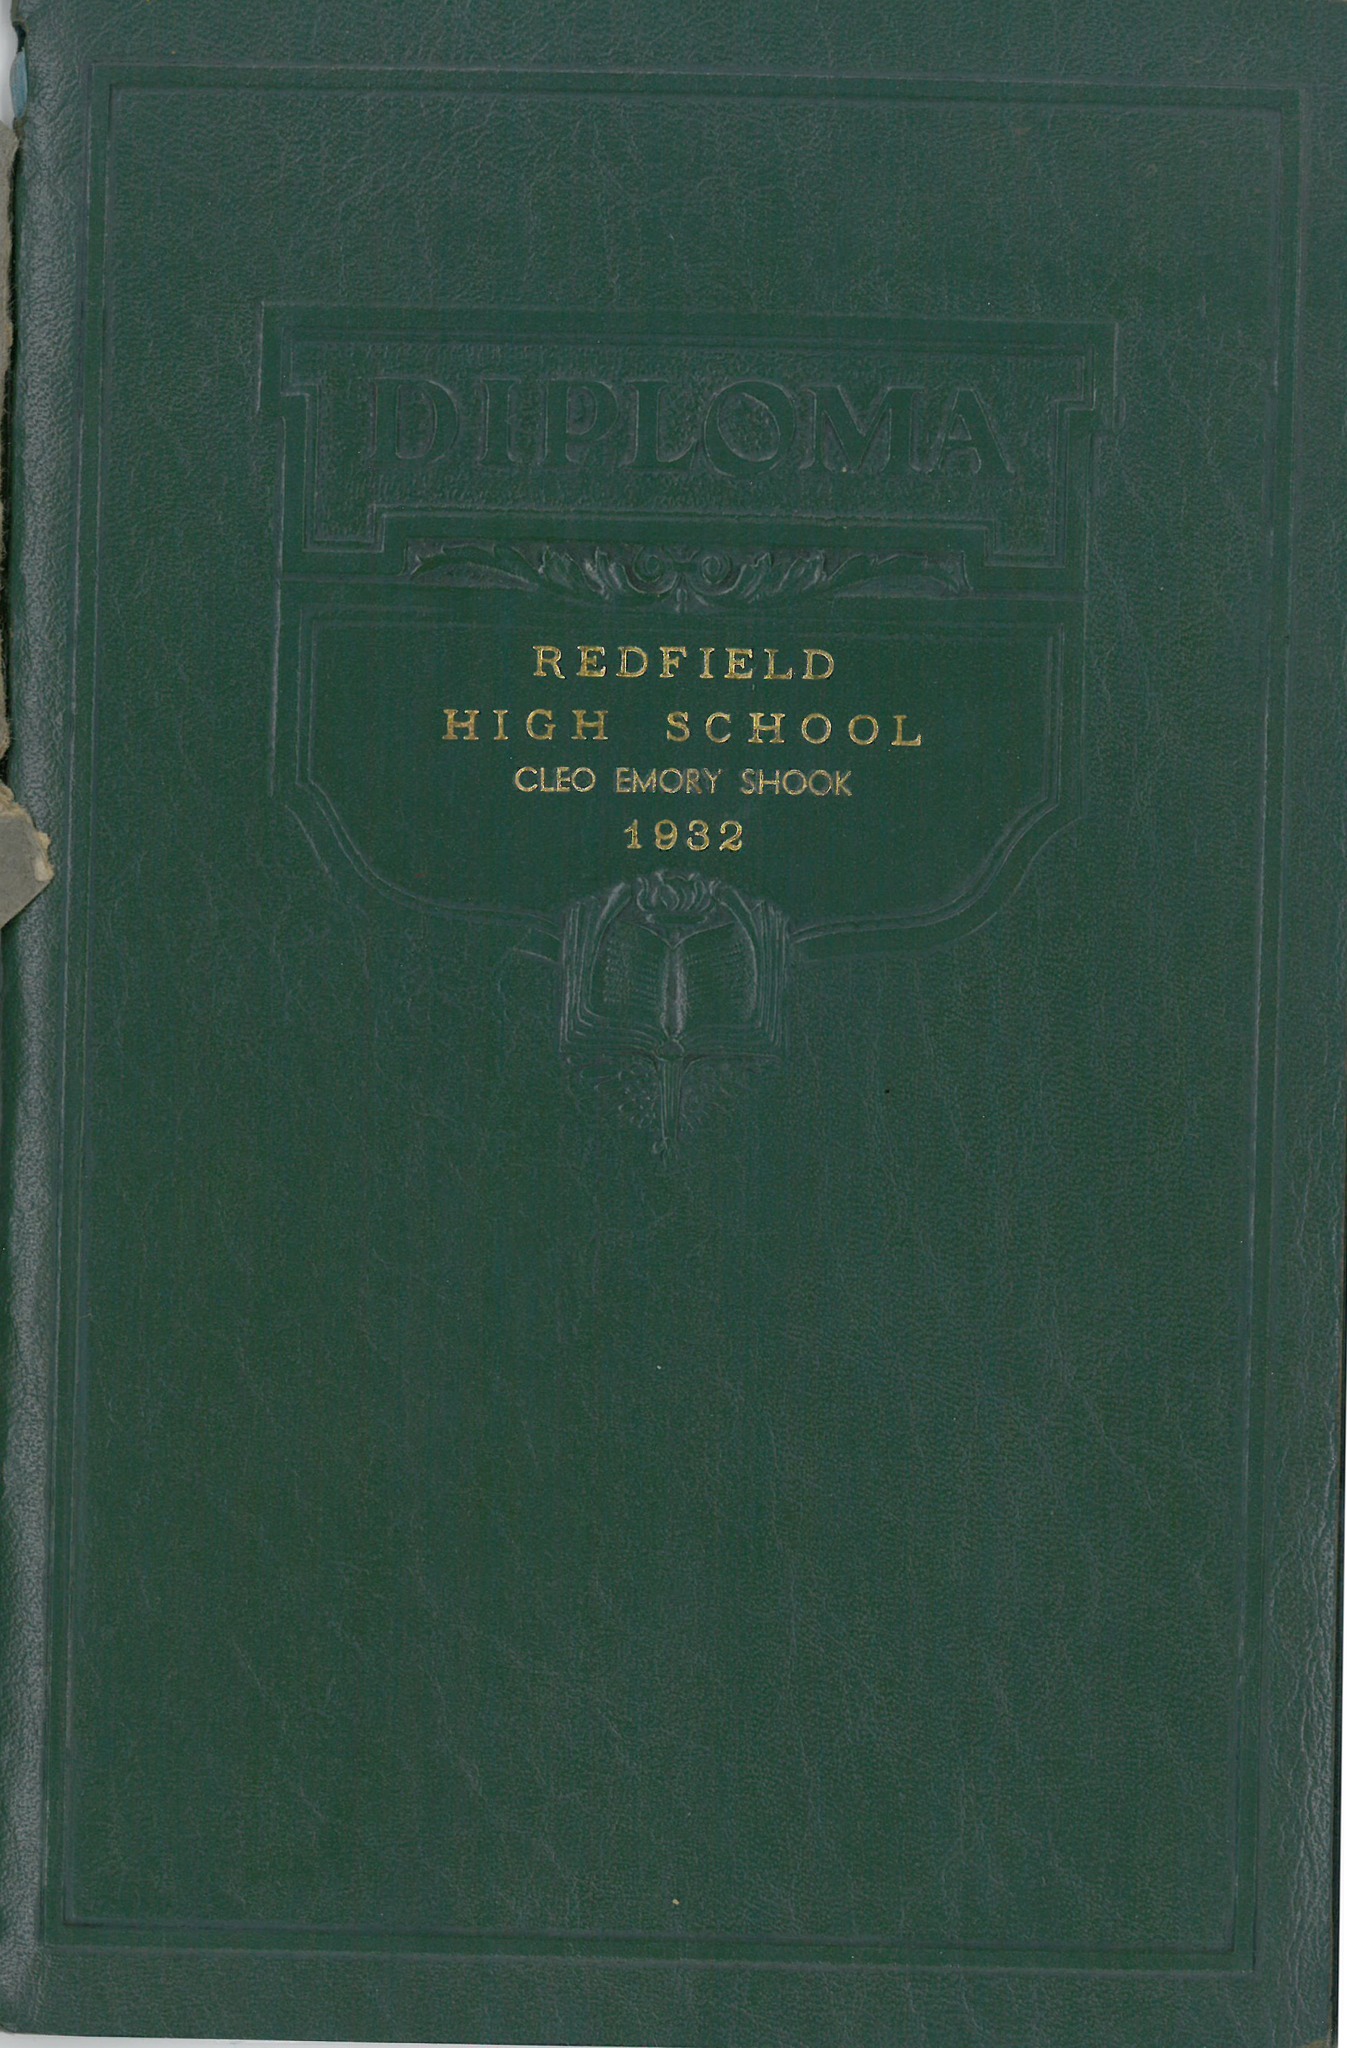 DIPLOMA
REDFIELD
HIGH SCHOOL
CLEO EMORY SHOOK
1932